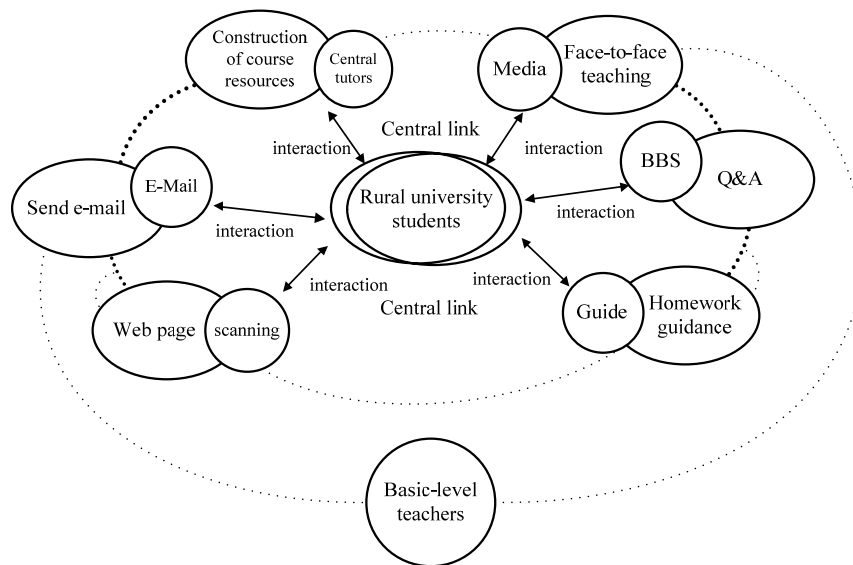 Construction
of course
resources
Central
tutors
Media
Face-to-face
teaching
Central link
interaction
interaction
BBS
Q&A
E-Mail
Send e-mail
Rural university
students
interaction
interaction
interaction
interaction
Central link
Web page
scanning
Guide
Homework
guidance
Basic-level
teachers